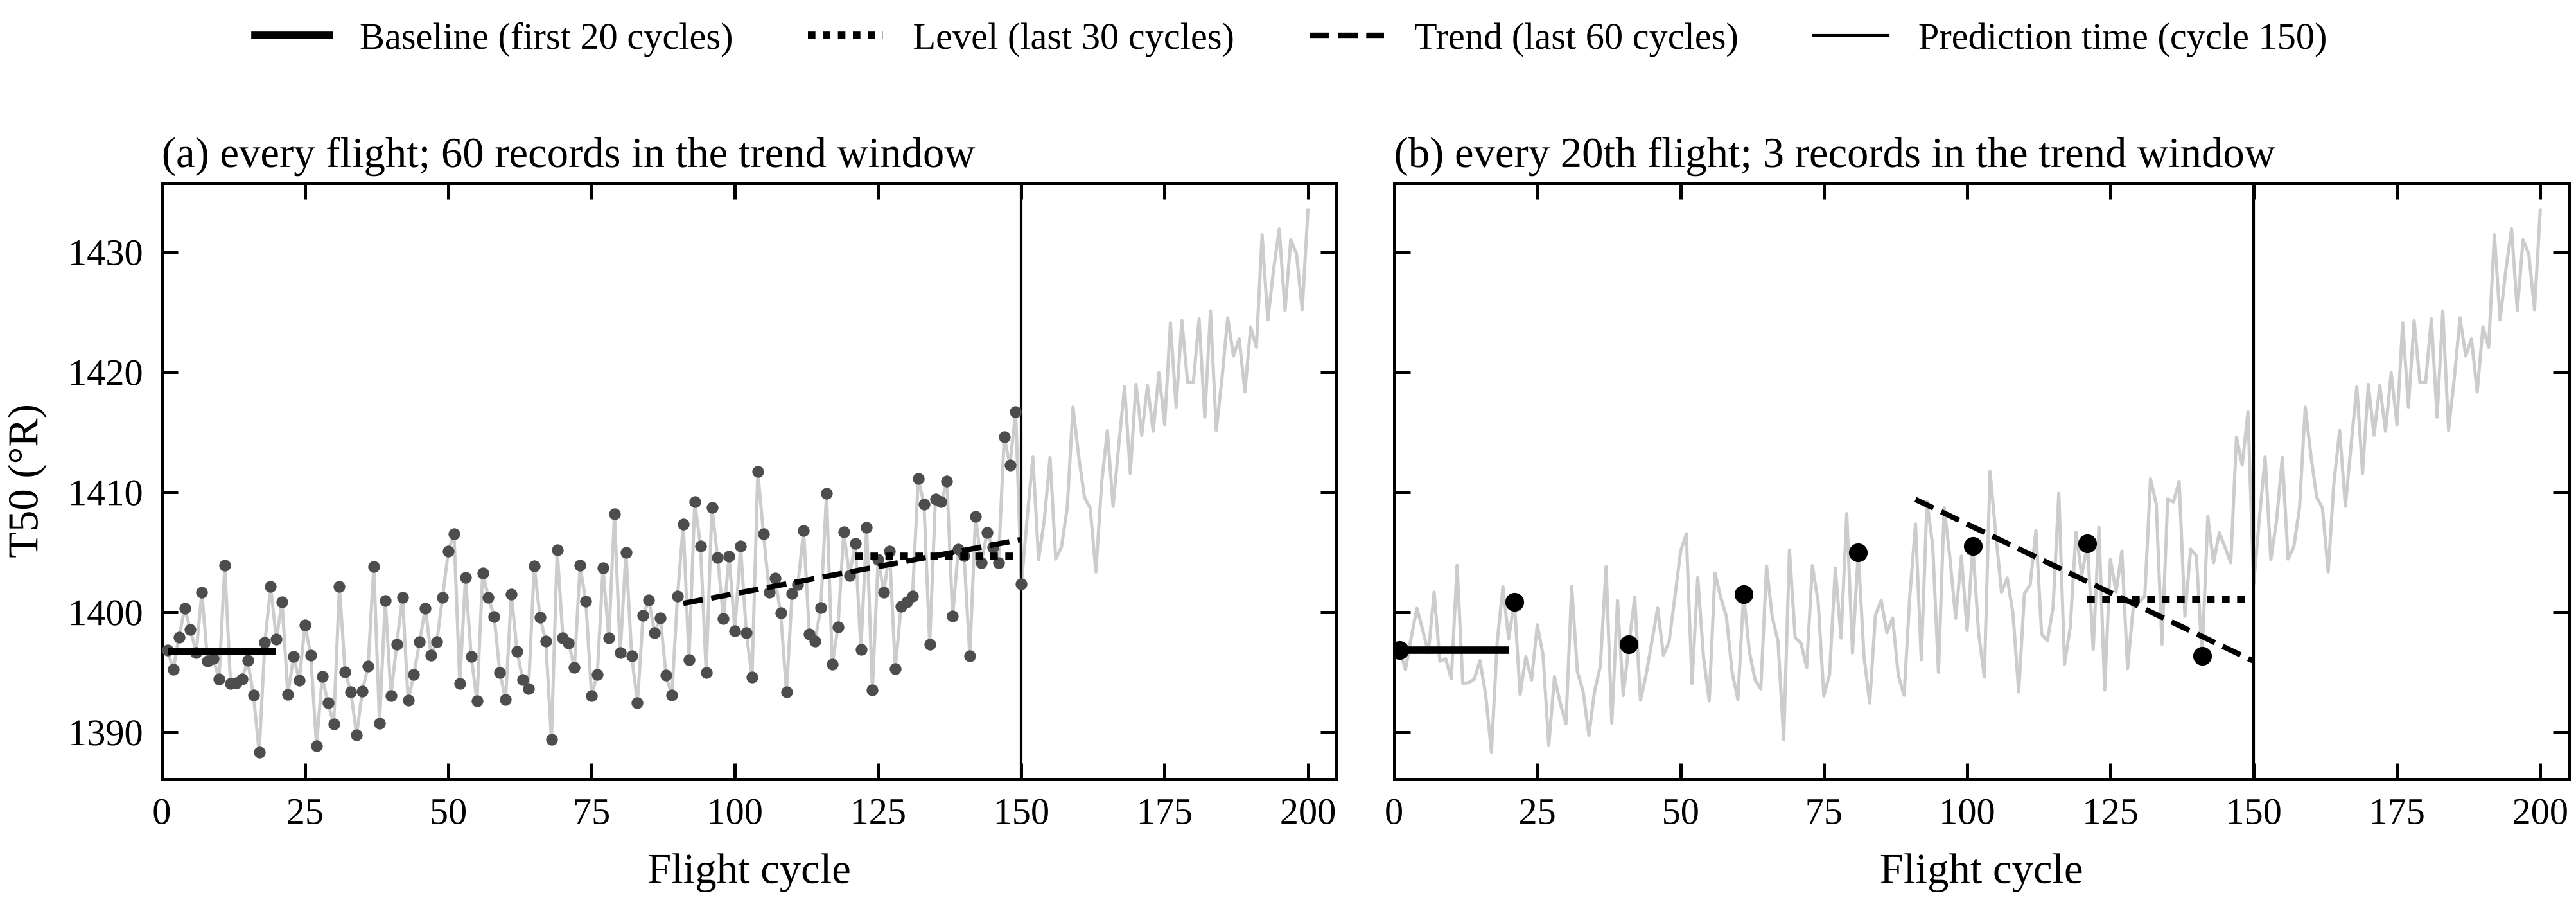 Baseline (first 20 cycles) Level (last 30 cycles) Trend (last 60 cycles) Prediction time (cycle 150)
(a) every flight; 60 records in the trend window
(b) every 20th flight; 3 records in the trend window
T50 (°R)
1430
1420
1410
1400
1390
0 25 50 75 100 125 150 175 200
0 25 50 75 100 125 150 175 200
Flight cycle
Flight cycle